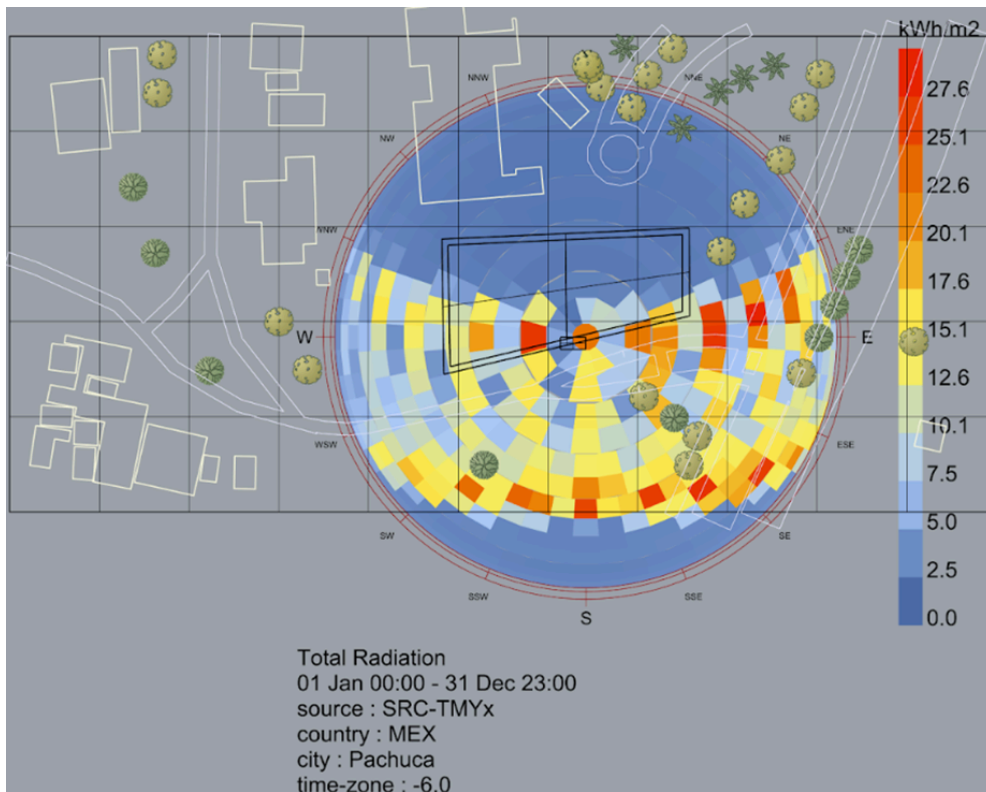 kWh/m2
NNW
NNE
27.6
25.1
NW
NE
22.6
20.1
WNW
ENE
17.6
15.1
W
E
12.6
10.1
WSW
ESE
7.5
5.0
SW
SE
2.5
SSW
SSE
0.0
S
Total Radiation
01 Jan 00:00 - 31 Dec 23:00
source : SRC-TMYx
country : MEX
city : Pachuca
time-zone : -6.0